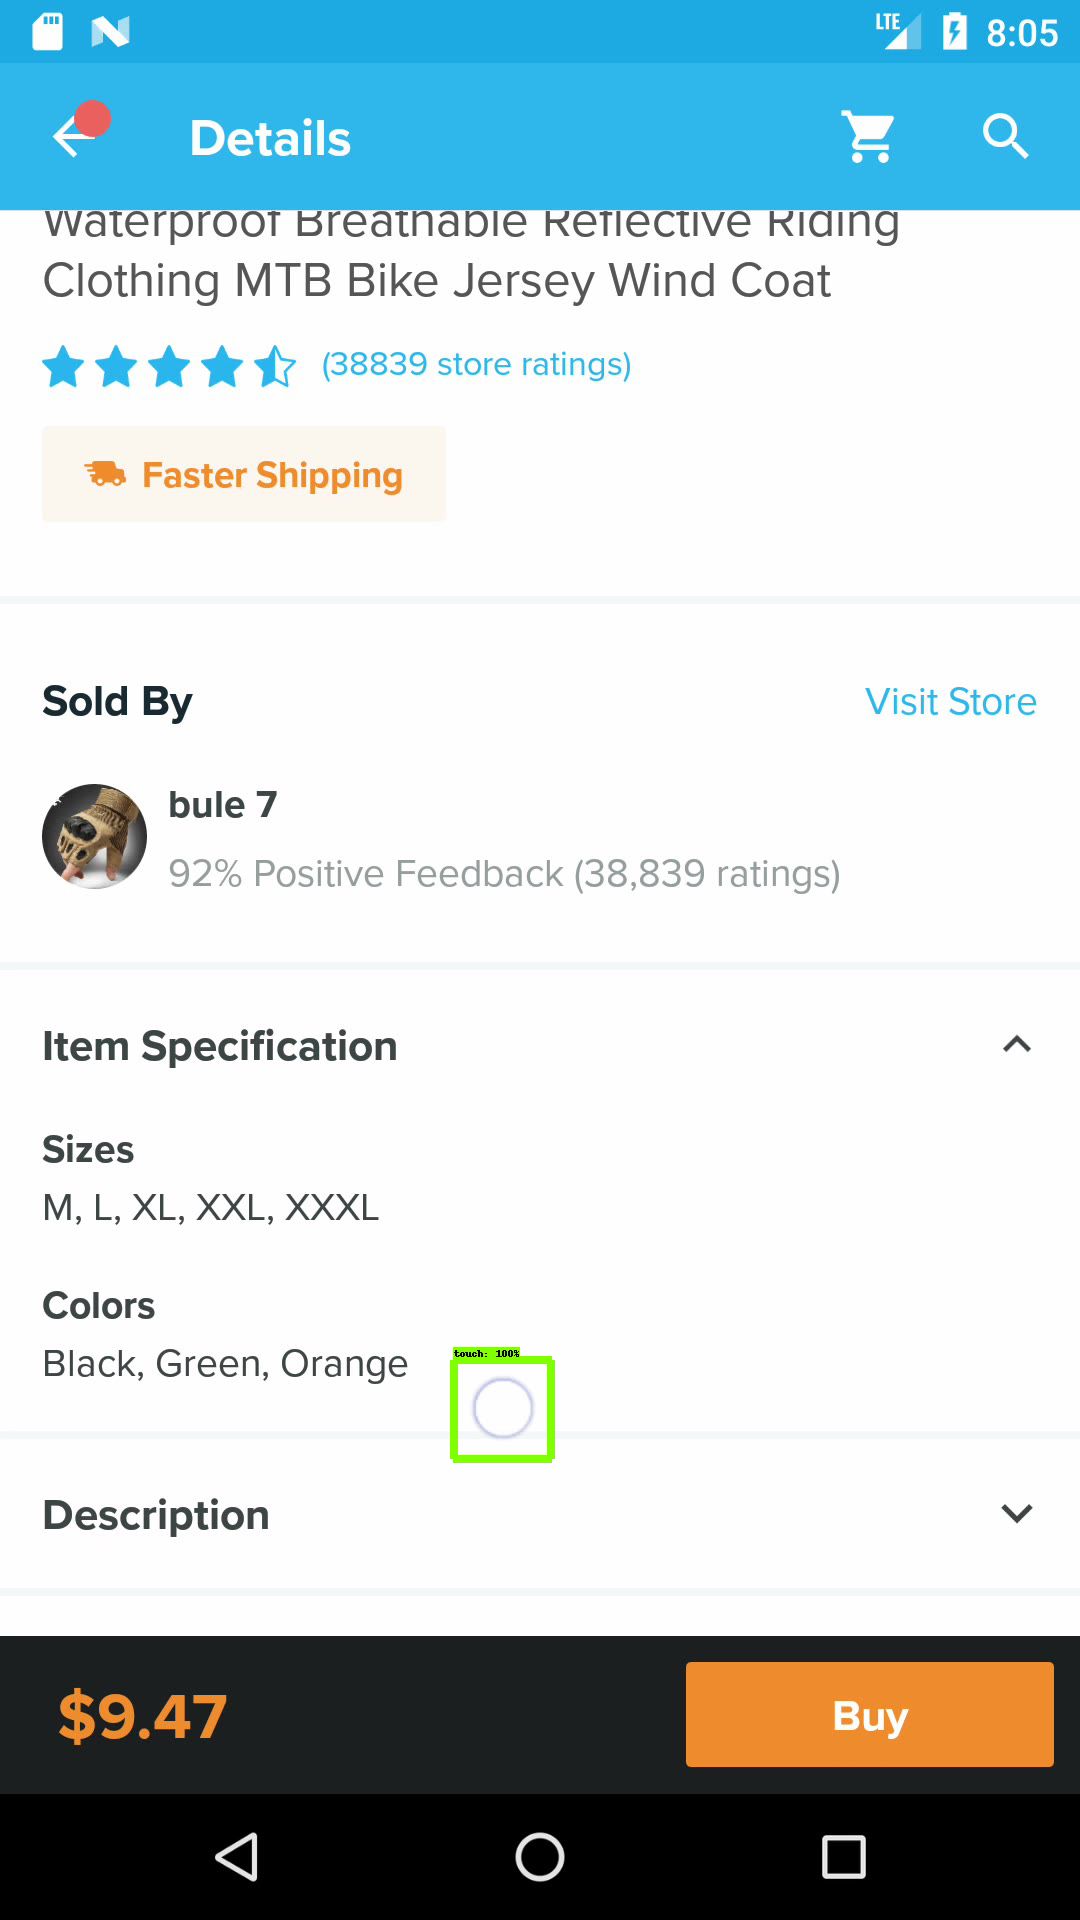 LTE 8:05
Details
Waterproof Breathable Reflective Riding
Clothing MTB Bike Jersey Wind Coat
(38839 store ratings)
Faster Shipping
Sold By
Visit Store
bule 7
92% Positive Feedback (38,839 ratings)
Item Specification
Sizes
M, L, XL, XXL, XXXL
Colors
Black, Green, Orange
touch: 100%
Description
$9.47
Buy